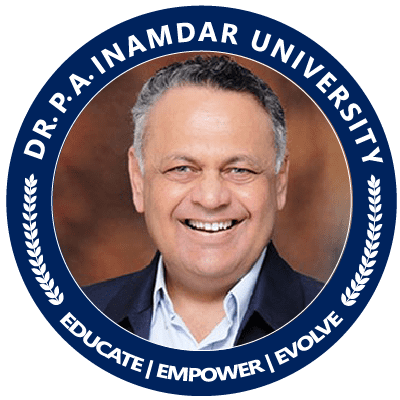 DR. P. A. INAMDAR UNIVERSITY
EDUCATE | EMPOWER | EVOLVE